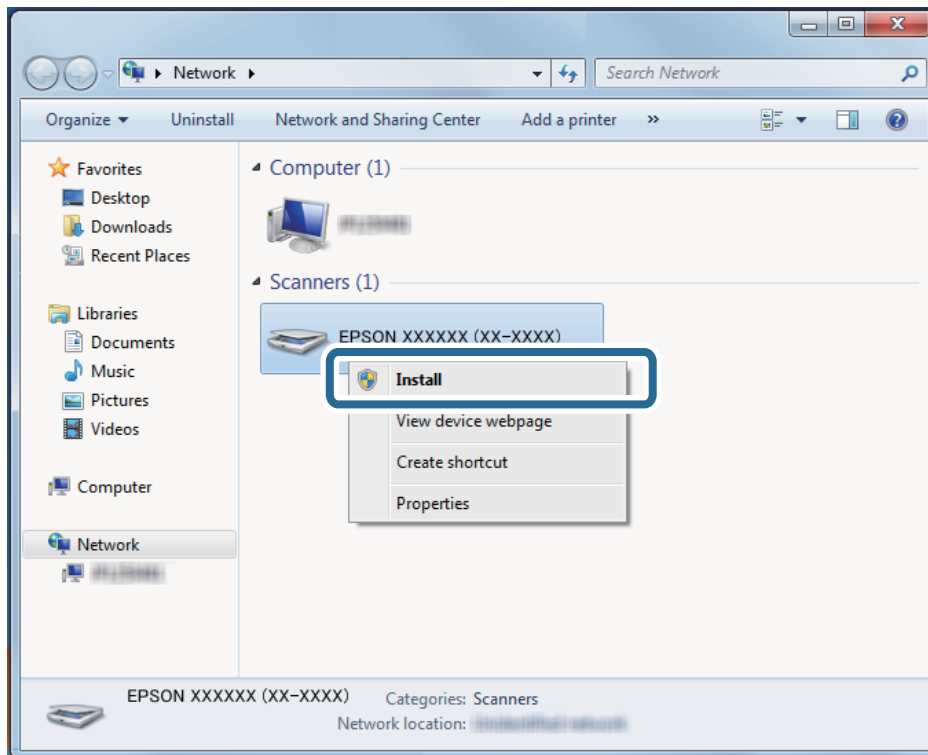 Network
Search Network
Organize
Uninstall
Network and Sharing Center
Add a printer
»
Favorites
Desktop
Downloads
Recent Places
Libraries
Documents
Music
Pictures
Videos
Computer
Network
Computer (1)
Scanners (1)
EPSON XXXXXX (XX-XXXX)
Install
View device webpage
Create shortcut
Properties
EPSON XXXXXX (XX-XXXX)
Categories: Scanners
Network location: